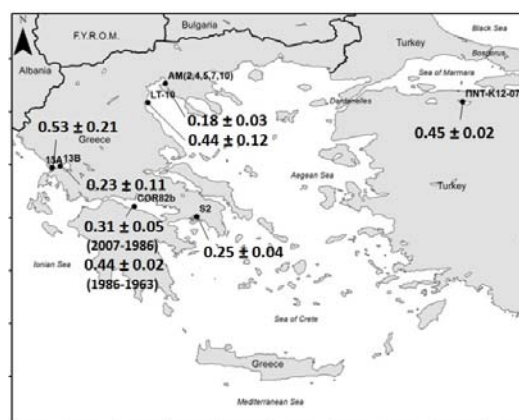 N
Bulgaria
F.Y.R.O.M.
Black Sea
Turkey
Bosporus
Albania
Sea of Marmara
AM(2,4,5,7,10)
ΠΝΤ-Κ12-07
LT-10
Dardanelles
0.18 ± 0.03
0.53 ± 0.21
0.44 ± 0.12
0.45 ± 0.02
Greece
13A 13B
Aegean Sea
0.23 ± 0.11
Turkey
COR82b
S2
0.31 ± 0.05
(2007-1986)
0.25 ± 0.04
Ionian Sea
0.44 ± 0.02
(1986-1963)
Sea of Crete
Greece
Mediterranean Sea